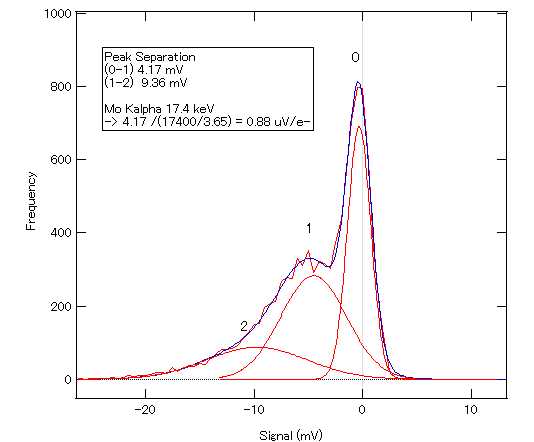 1000
800
600
400
200
0
Frequency
Peak Separation
(0-1) 4.17 mV
(1-2) 9.36 mV
Mo Kalpha 17.4 keV
-> 4.17 /(17400/3.65) = 0.88 uV/e-
0
1
2
-20
-10
0
10
Signal (mV)